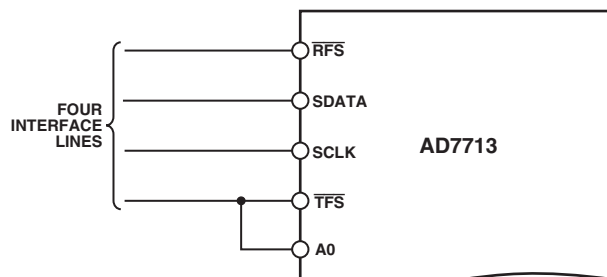 RFS
SDATA
FOUR
INTERFACE
LINES
SCLK
AD7713
TFS
A0